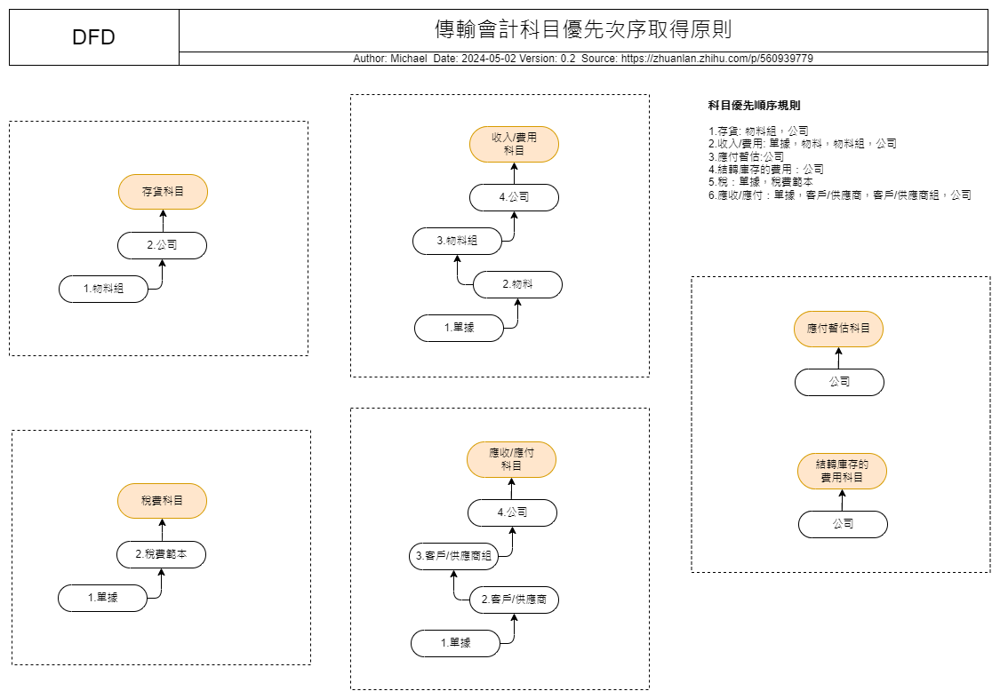 DFD
傳輸會計科目優先次序取得原則
Author: Michael  Date: 2024-05-02 Version: 0.2  Source: https://zhuanlan.zhihu.com/p/560939779
存貨科目
2.公司
1.物料組
收入/費用
科目
4.公司
3.物料組
2.物料
1.單據
科目優先順序規則
1.存貨: 物料組，公司
2.收入/費用: 單據，物料，物料組，公司
3.應付暫估:公司
4.結轉庫存的費用：公司
5.稅：單據，稅費範本
6.應收/應付：單據，客戶/供應商，客戶/供應商組，公司
應付暫估科目
公司
結轉庫存的
費用科目
公司
稅費科目
2.稅費範本
1.單據
應收/應付
科目
4.公司
3.客戶/供應商組
2.客戶/供應商
1.單據